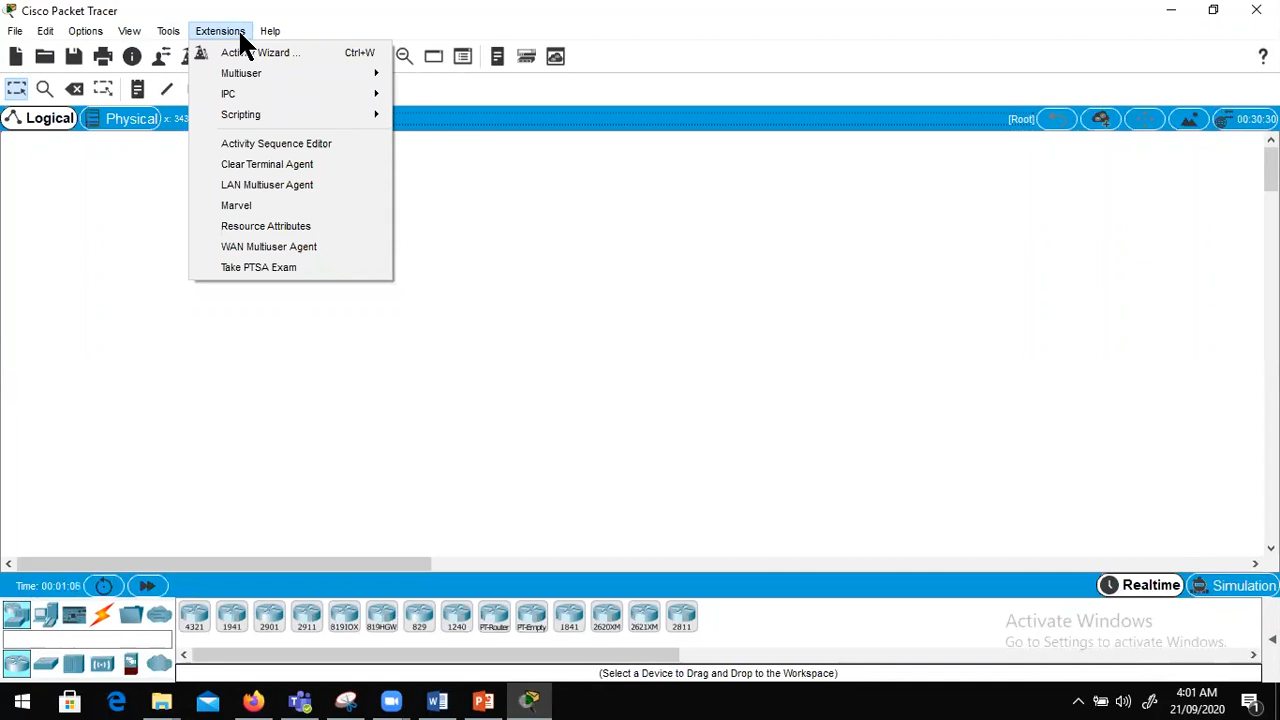 Cisco Packet Tracer
File Edit Options View Tools Extensions Help
Wizard ... Ctrl+W
Multiuser
IPC
Scripting
Activity Sequence Editor
Clear Terminal Agent
LAN Multiuser Agent
Marvel
Resource Attributes
WAN Multiuser Agent
Take PTSA Exam
Logical Physical x: 343 [Root] 00:30:30
Time: 00:01:06 Realtime Simulation
4321 1941 2901 2911 819IOX 819HGW 829 1240 PT-Router PT-Empty 1841 2620XM 2621XM 2811
Activate Windows
Go to Settings to activate Windows.
(Select a Device to Drag and Drop to the Workspace)
4:01 AM
21/09/2020
1